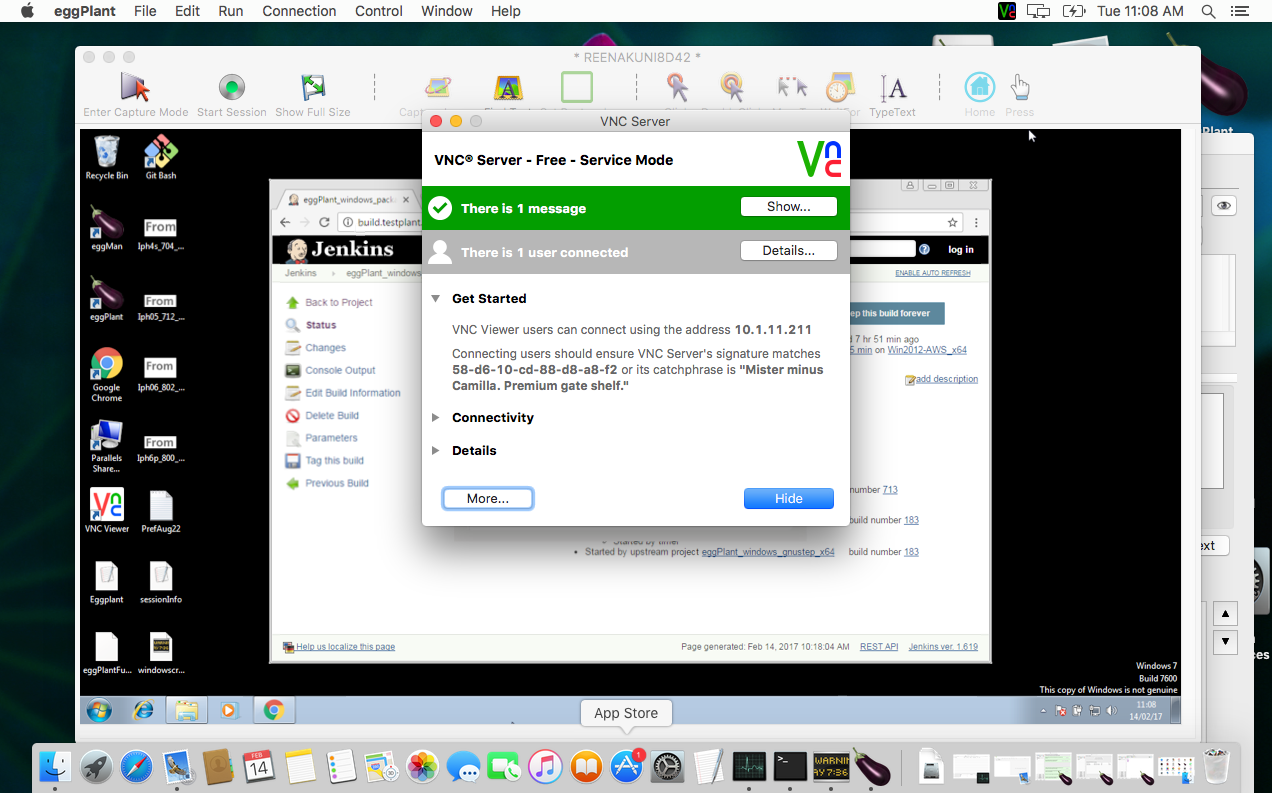 eggPlant File Edit Run Connection Control Window Help
Tue 11:08 AM
* REENAKUNI8D42 *
Enter Capture Mode Start Session Show Full Size
TypeText Home Press
VNC Server
VNC® Server - Free - Service Mode
There is 1 message Show...
There is 1 user connected Details...
Get Started
VNC Viewer users can connect using the address 10.1.11.211
Connecting users should ensure VNC Server's signature matches
58-d6-10-cd-88-d8-a8-f2 or its catchphrase is "Mister minus
Camilla. Premium gate shelf."
Connectivity
Details
More... Hide
Recycle Bin Git Bash
From
eggMan Iph4s_704_...
From
eggPlant Iph05_712_...
From
Google
Chrome
Iph06_802_...
From
Parallels
Share...
Iph6p_800_...
VNC Viewer PrefAug22
Eggplant sessionInfo
eggPlantFu... windowscr...
eggPlant_windows_pack
build.testplant
Jenkins
log in
Jenkins eggPlant_windows
ENABLE AUTO REFRESH
Back to Project
Status
Changes
Console Output
Edit Build Information
Delete Build
Parameters
Tag this build
Previous Build
this build forever
7 hr 51 min ago
min on Win2012-AWS_x64
add description
number 713
build number 183
Started by timer
Started by upstream project eggPlant_windows_gnustep_x64 build number 183
Help us localize this page
Page generated: Feb 14, 2017 10:18:04 AM REST API Jenkins ver. 1.619
Windows 7
Build 7600
This copy of Windows is not genuine
11:08
14/02/17
App Store
FEB
14
1